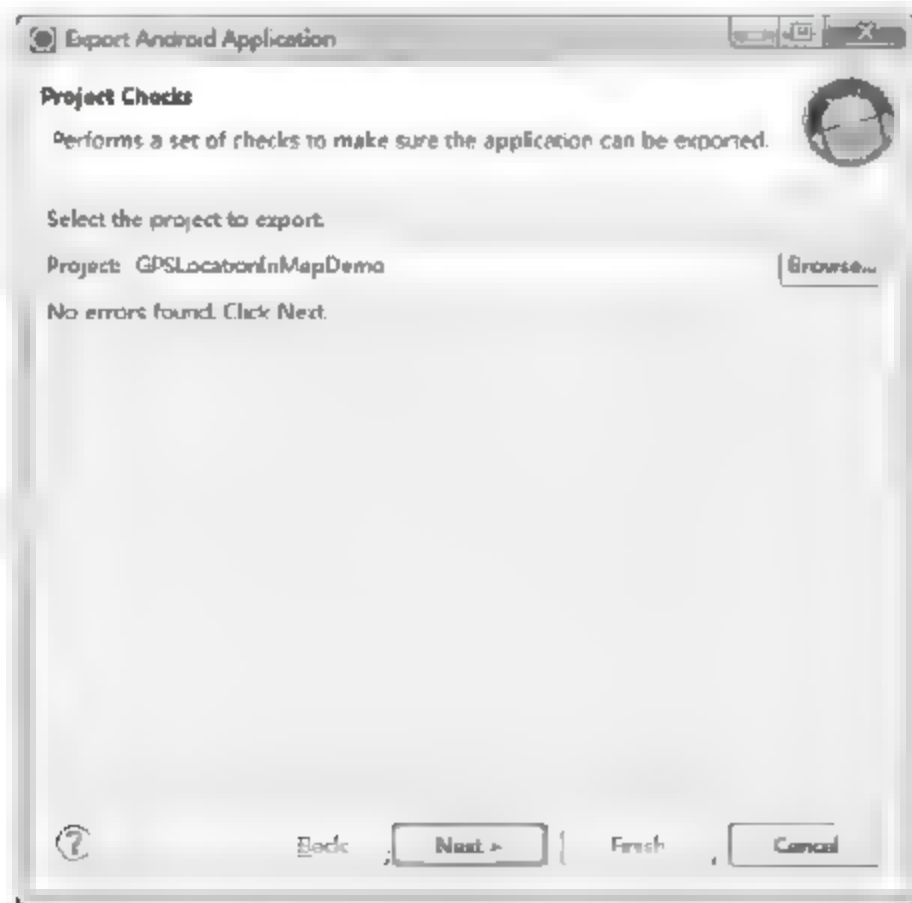 Export Android Application
Project Checks
Performs a set of checks to make sure the application can be exported.
Select the project to export.
Project: GPSLocationInMapDemo
Browse...
No errors found. Click Next.
? Back Next > Finish Cancel